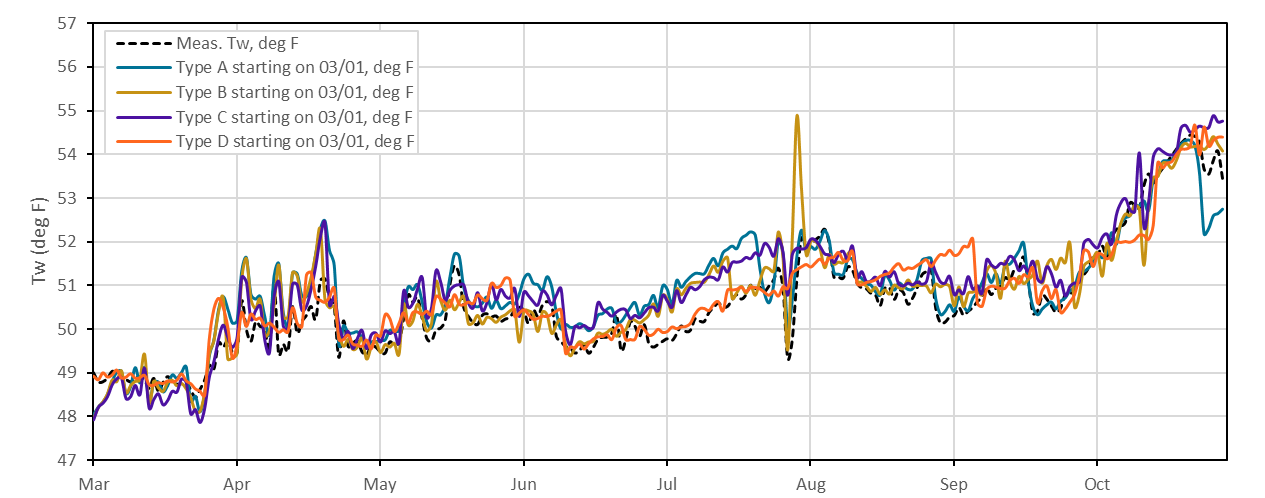 57
56
55
54
53
52
51
50
49
48
47
Tw (deg F)
Meas. Tw, deg F
Type A starting on 03/01, deg F
Type B starting on 03/01, deg F
Type C starting on 03/01, deg F
Type D starting on 03/01, deg F
Mar Apr May Jun Jul Aug Sep Oct